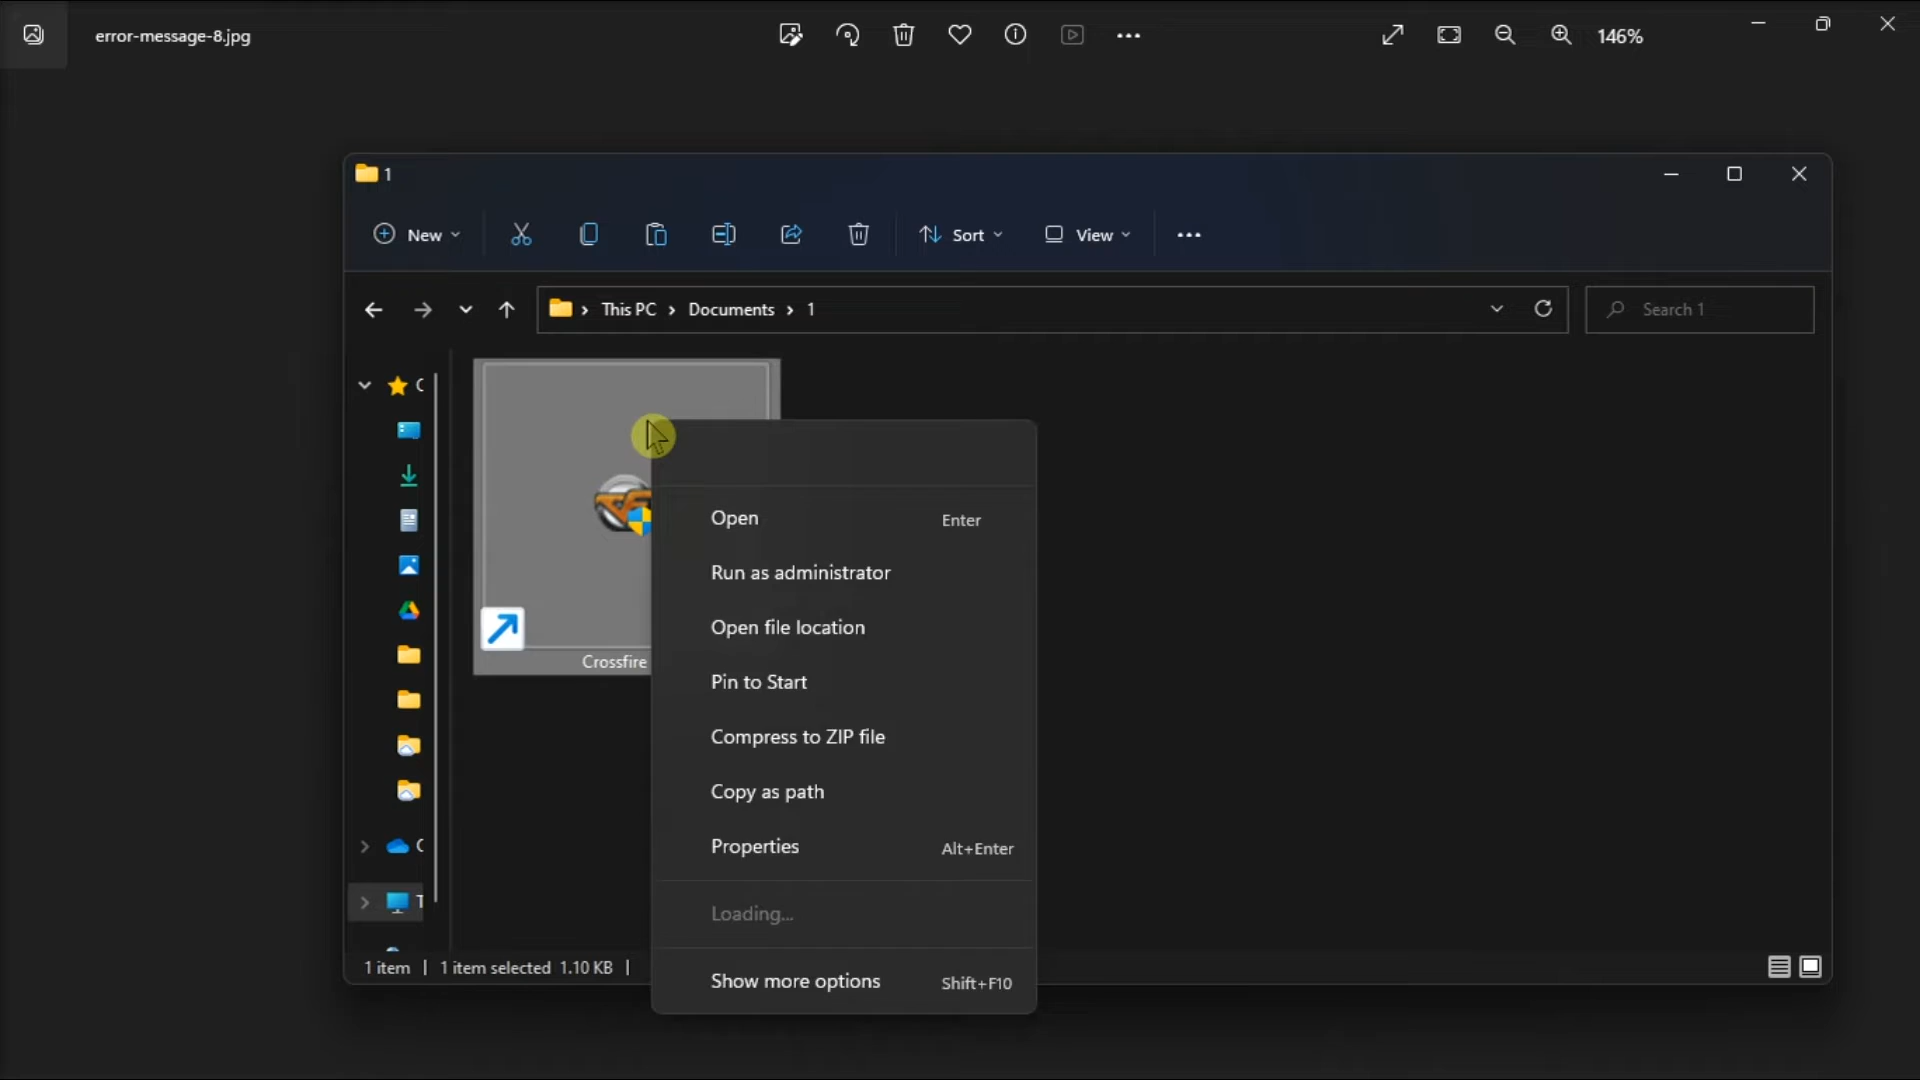 error-message-8.jpg
146%
1
New
Sort
View
This PC
Documents
1
Search 1
Crossfire
Open Enter
Run as administrator
Open file location
Pin to Start
Compress to ZIP file
Copy as path
Properties Alt+Enter
Loading...
Show more options Shift+F10
1 item | 1 item selected 1.10 KB |